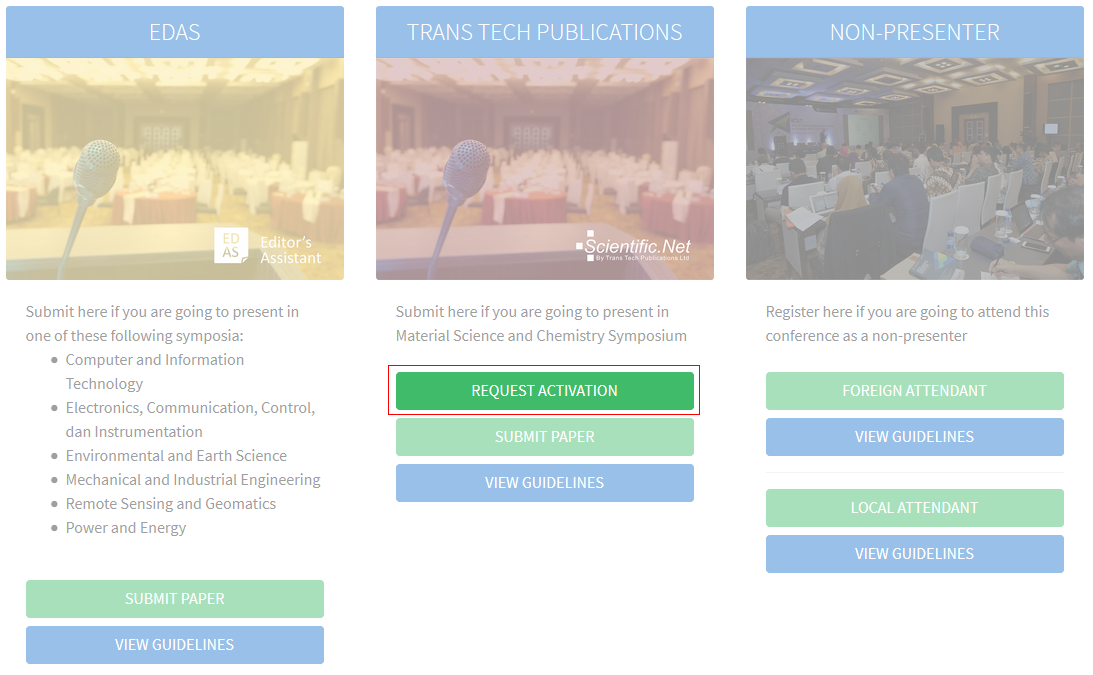 EDAS
ED
AS
Editor's
Assistant
Submit here if you are going to present in
one of these following symposia:
Computer and Information
Technology
Electronics, Communication, Control,
dan Instrumentation
Environmental and Earth Science
Mechanical and Industrial Engineering
Remote Sensing and Geomatics
Power and Energy
SUBMIT PAPER
VIEW GUIDELINES
TRANS TECH PUBLICATIONS
Scientific.Net
By Trans Tech Publications Ltd
Submit here if you are going to present in
Material Science and Chemistry Symposium
REQUEST ACTIVATION
SUBMIT PAPER
VIEW GUIDELINES
NON-PRESENTER
Register here if you are going to attend this
conference as a non-presenter
FOREIGN ATTENDANT
VIEW GUIDELINES
LOCAL ATTENDANT
VIEW GUIDELINES